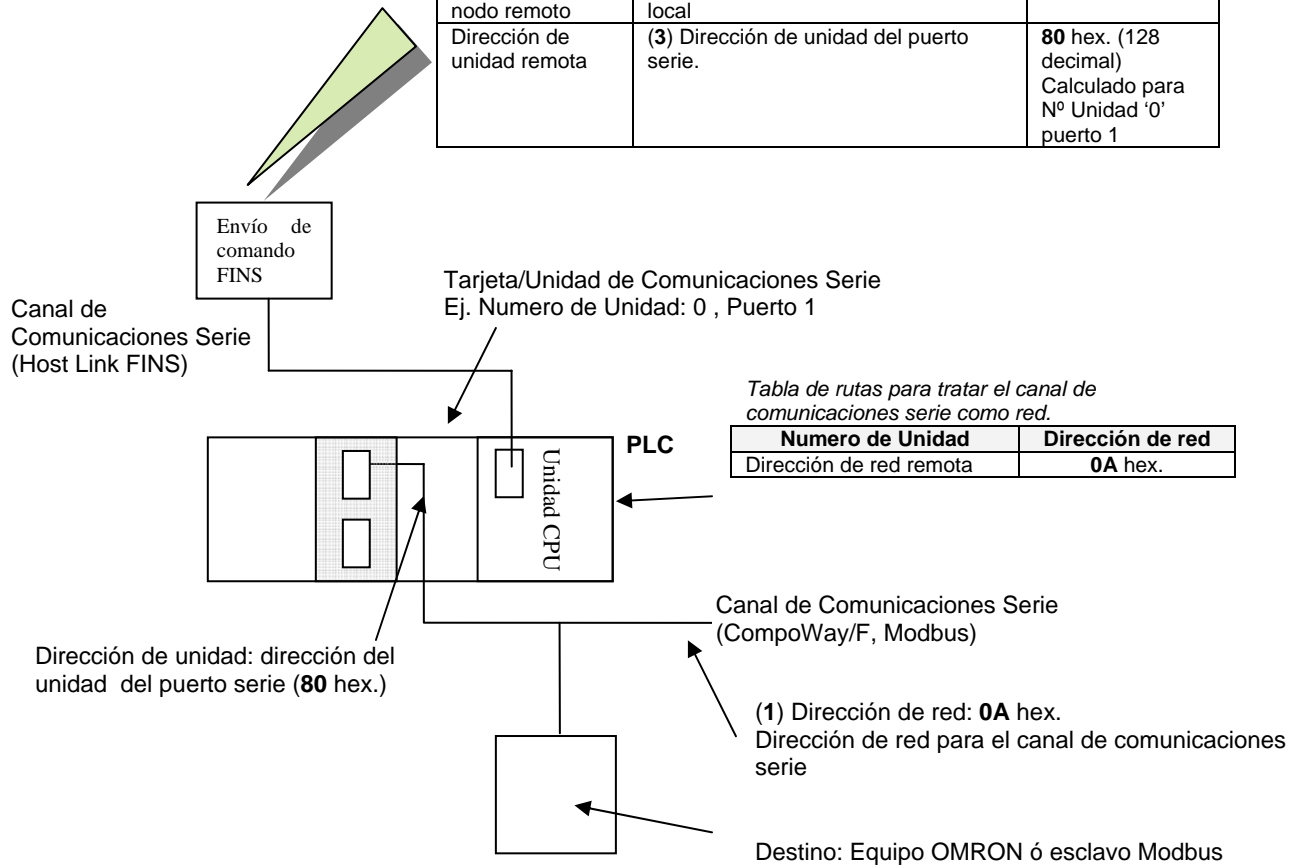 nodo remoto
local
Dirección de
unidad remota
(3) Dirección de unidad del puerto
serie.
80 hex. (128
decimal)
Calculado para
Nº Unidad ‘0’
puerto 1
Envío de
comando
FINS
Canal de
Comunicaciones Serie
(Host Link FINS)
Tarjeta/Unidad de Comunicaciones Serie
Ej. Numero de Unidad: 0 , Puerto 1
Tabla de rutas para tratar el canal de
comunicaciones serie como red.
Numero de Unidad
Dirección de red
Dirección de red remota
0A hex.
PLC
Unidad CPU
Canal de Comunicaciones Serie
(CompoWay/F, Modbus)
Dirección de unidad: dirección del
unidad del puerto serie (80 hex.)
(1) Dirección de red: 0A hex.
Dirección de red para el canal de comunicaciones
serie
Destino: Equipo OMRON ó esclavo Modbus